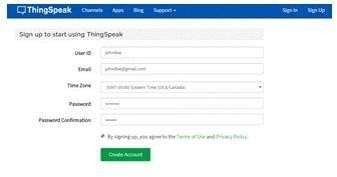 ThingSpeak Channels Apps Blog Support Sign In Sign Up
Sign up to start using ThingSpeak
User ID johndoe
Email johndoe@gmail.com
Time Zone (GMT-05:00) Eastern Time (US & Canada)
Password
Password Confirmation
By signing up, you agree to the Terms of Use and Privacy Policy.
Create Account